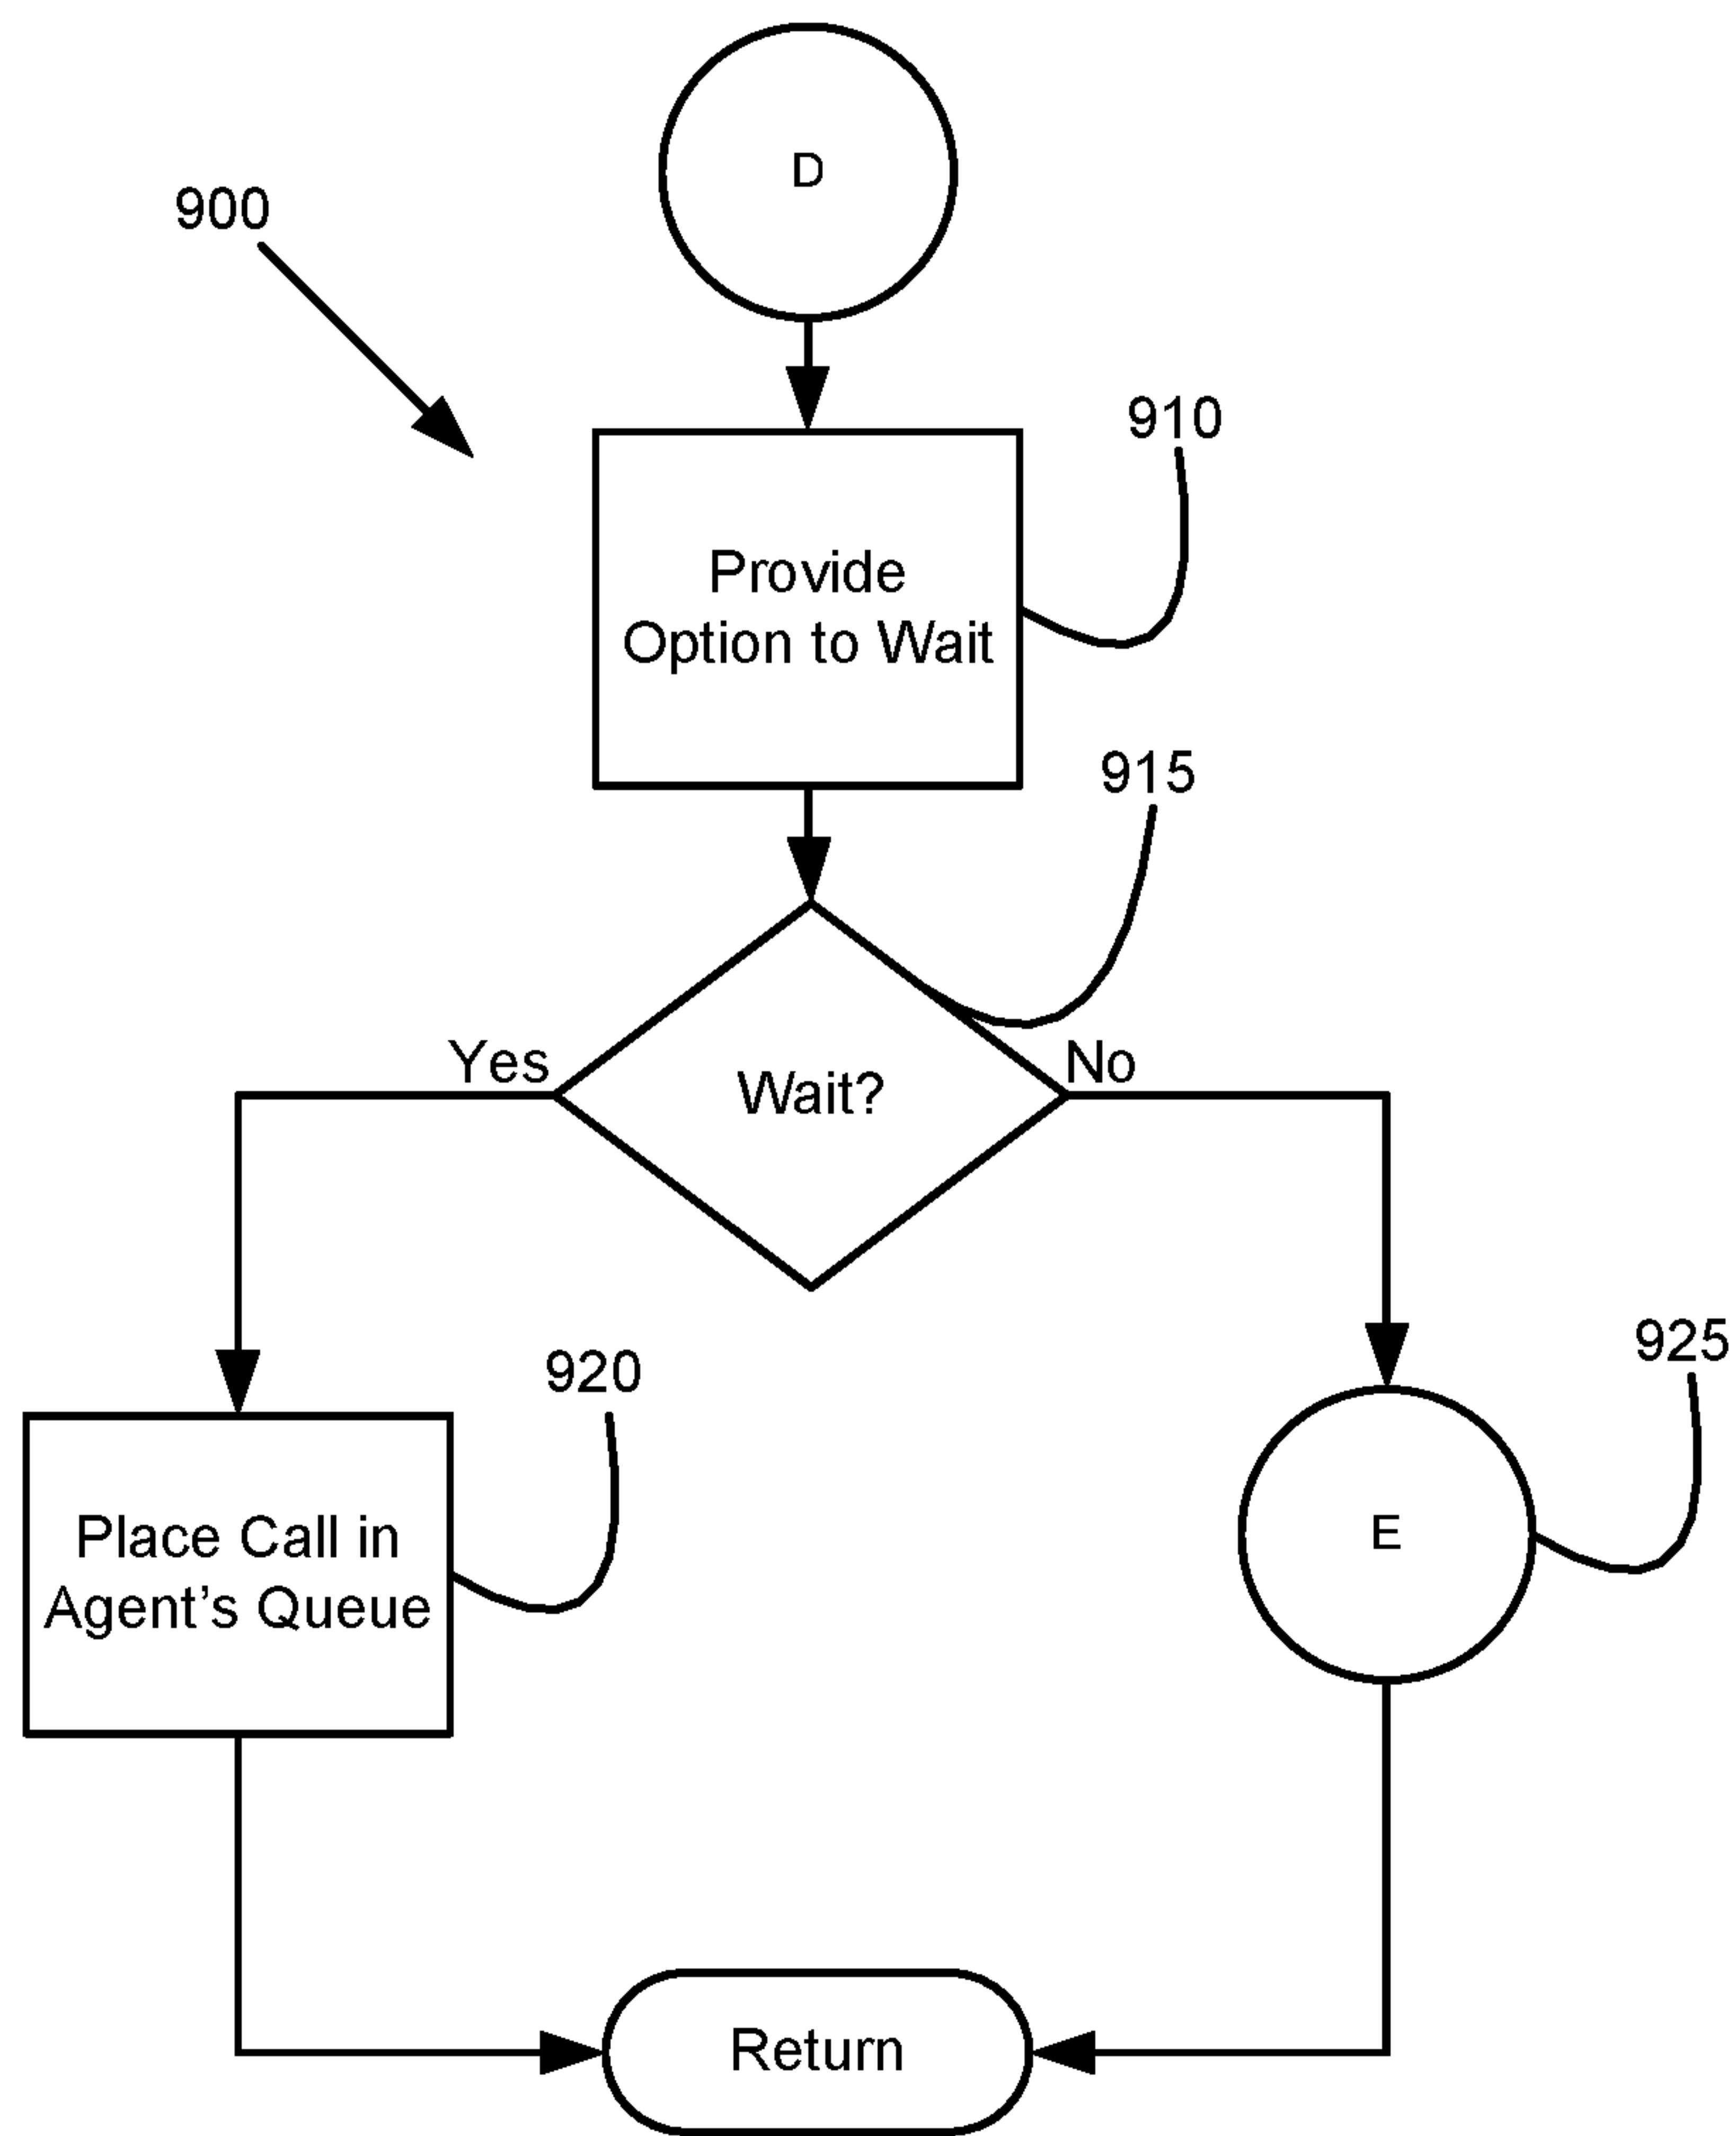 D
900
910
Provide
Option to Wait
915
Yes
No
Wait?
920
925
Place Call in
Agent’s Queue
E
Return